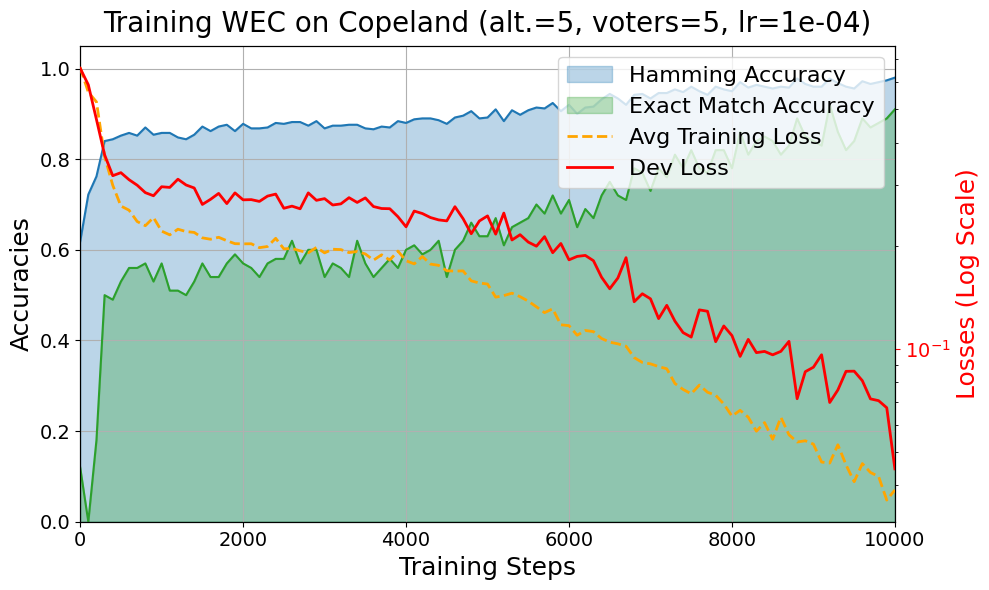 Training WEC on Copeland (alt.=5, voters=5, lr=1e-04)
Hamming Accuracy
Exact Match Accuracy
Avg Training Loss
Dev Loss
Accuracies
1.0
0.8
0.6
0.4
0.2
0.0
0 2000 4000 6000 8000 10000
Training Steps
10⁻¹
Losses (Log Scale)